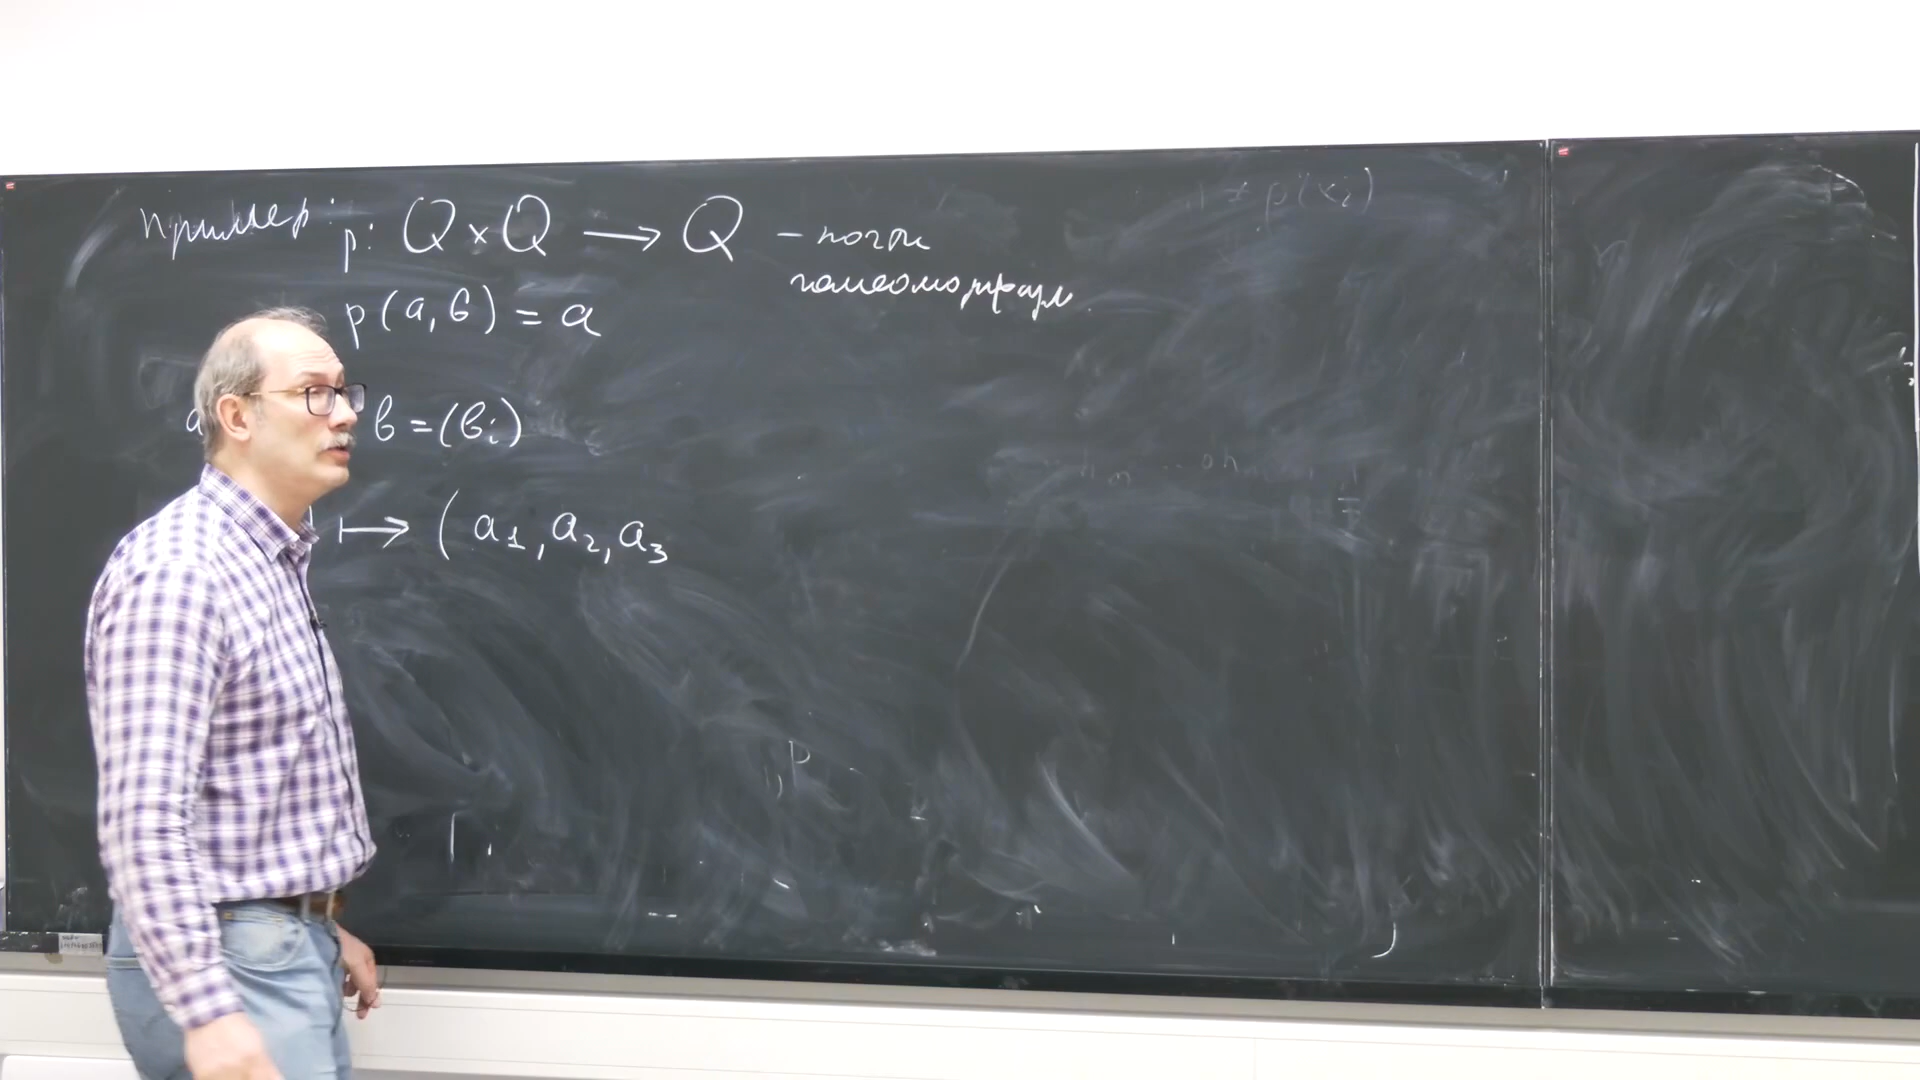 пример: p: Q × Q ⟶ Q – почти
гомеоморфизм
p(a, b) = a
a b = (bᵢ)
⟼ ( a₁, a₂, a₃